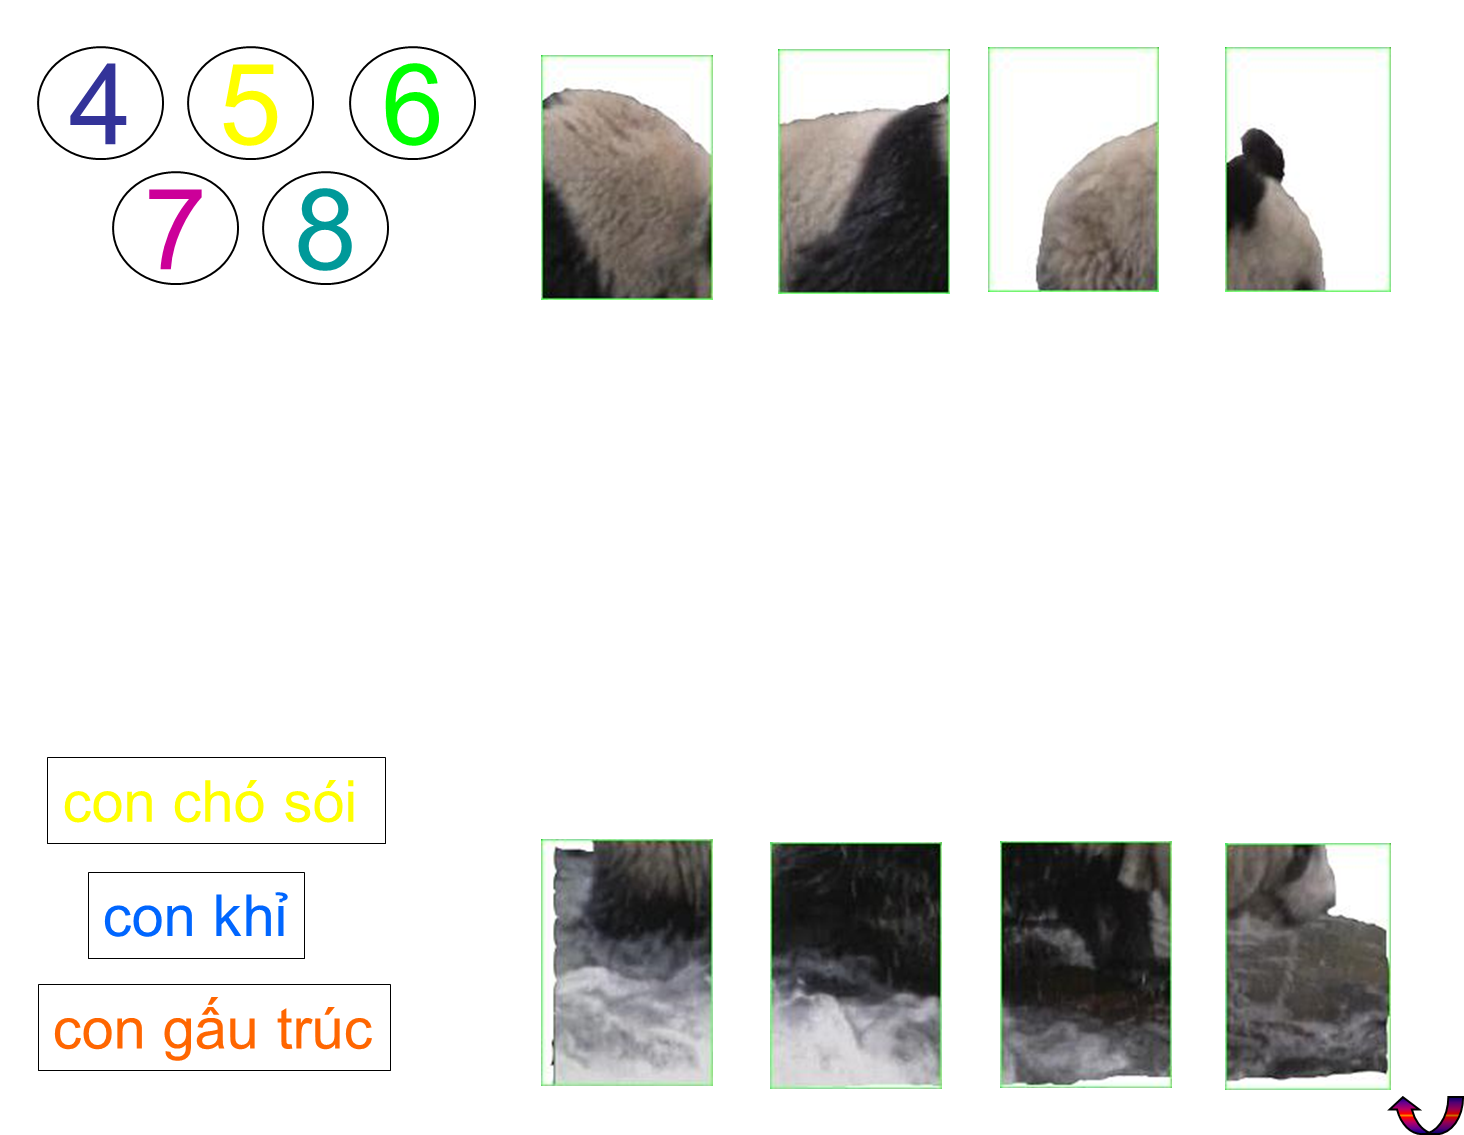 4 5 6
7 8
con chó sói
con khỉ
con gấu trúc